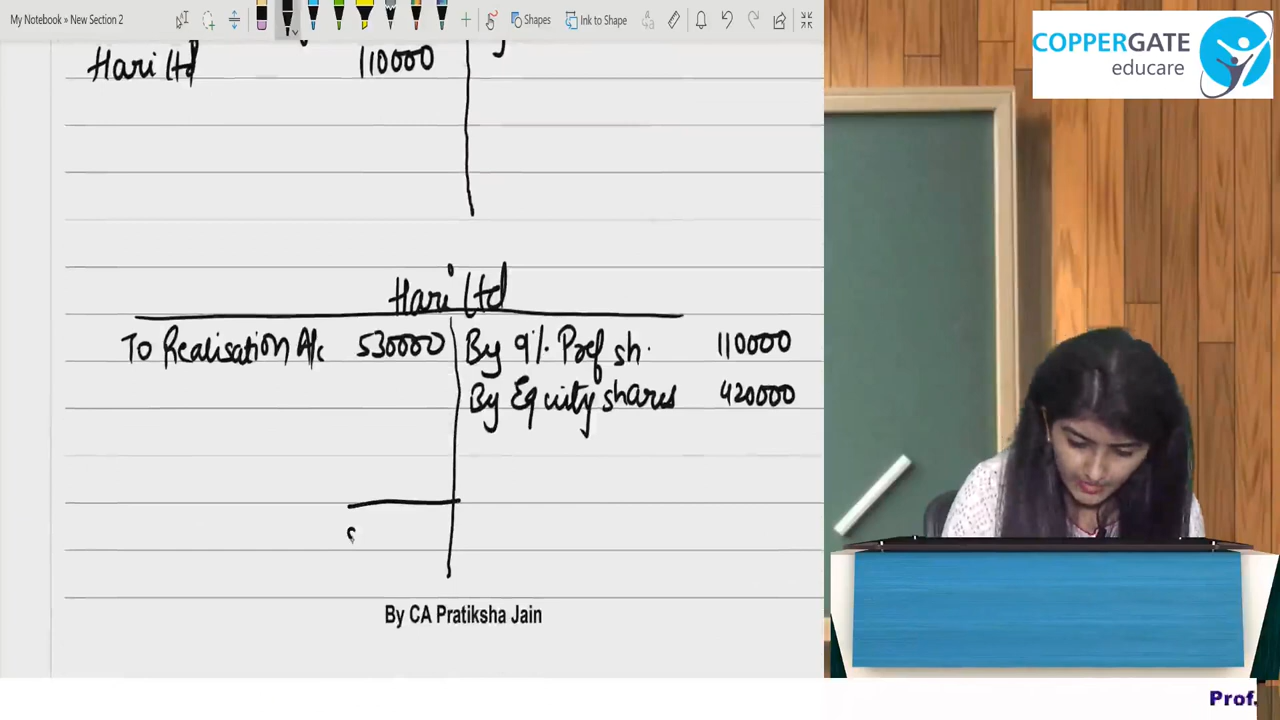 My Notebook » New Section 2
Shapes
Ink to Shape
COPPERGATE
educare
Hari Ltd 110000
Hari Ltd
To Realisation A/c 530000 By 9%. Pref sh. 110000
By Equity shares 420000
By CA Pratiksha Jain
Prof.